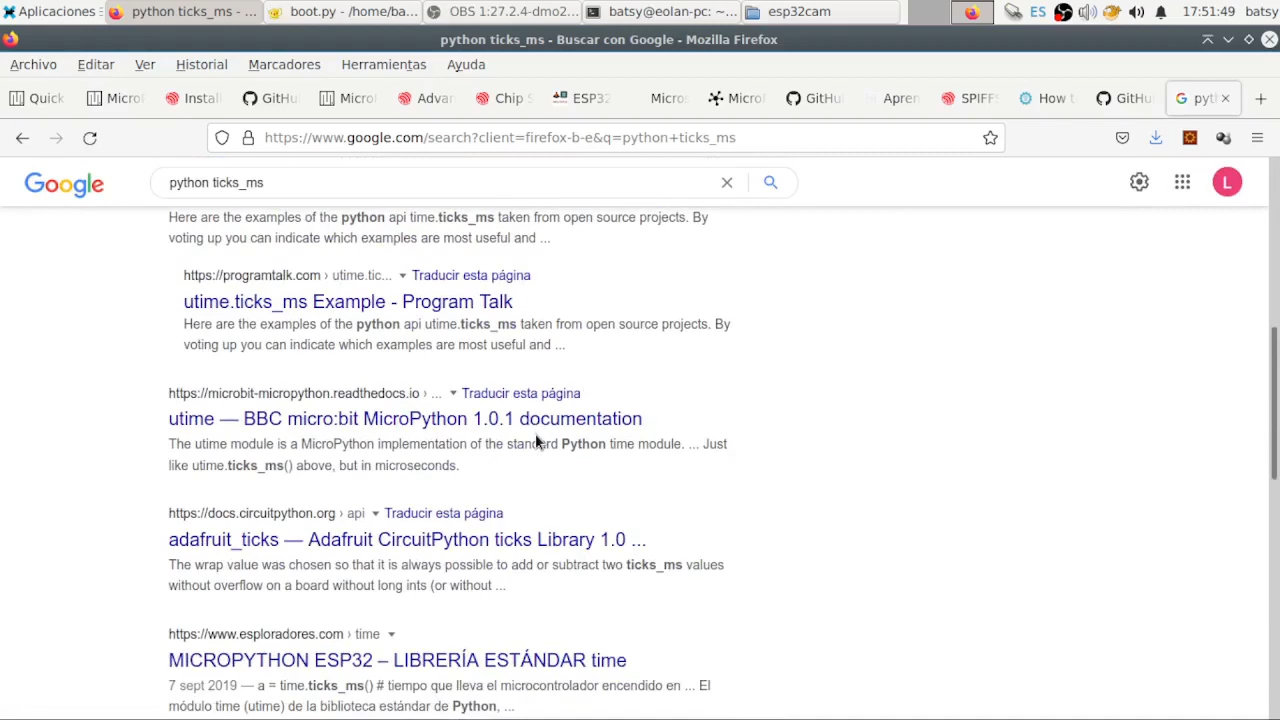 Aplicaciones
python ticks_ms - ...
boot.py - /home/ba...
OBS 1:27.2.4-dmo2...
batsy@eolan-pc: ~...
esp32cam
ES
17:51:49
batsy
python ticks_ms - Buscar con Google - Mozilla Firefox
Archivo
Editar
Ver
Historial
Marcadores
Herramientas
Ayuda
Quick
Micro
Install
GitHu
Micro
Advan
Chip S
ESP32
Micros
Micro
GitHu
Apren
SPIFFS
How t
GitHu
pyth
https://www.google.com/search?client=firefox-b-e&q=python+ticks_ms
Google
python ticks_ms
L
Here are the examples of the python api time.ticks_ms taken from open source projects. By
voting up you can indicate which examples are most useful and ...
https://programtalk.com › utime.tic... Traducir esta página
utime.ticks_ms Example - Program Talk
Here are the examples of the python api utime.ticks_ms taken from open source projects. By
voting up you can indicate which examples are most useful and ...
https://microbit-micropython.readthedocs.io › ... Traducir esta página
utime — BBC micro:bit MicroPython 1.0.1 documentation
The utime module is a MicroPython implementation of the standard Python time module. ... Just
like utime.ticks_ms() above, but in microseconds.
https://docs.circuitpython.org › api Traducir esta página
adafruit_ticks — Adafruit CircuitPython ticks Library 1.0 ...
The wrap value was chosen so that it is always possible to add or subtract two ticks_ms values
without overflow on a board without long ints (or without ...
https://www.esploradores.com › time
MICROPYTHON ESP32 – LIBRERÍA ESTÁNDAR time
7 sept 2019 — a = time.ticks_ms() # tiempo que lleva el microcontrolador encendido en ... El
módulo time (utime) de la biblioteca estándar de Python, ...